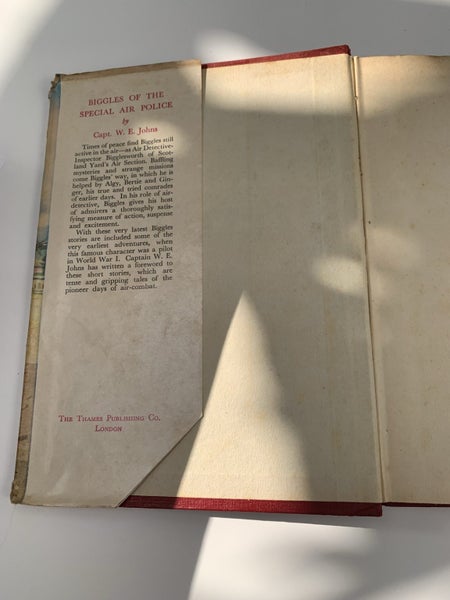 BIGGLES OF THE
SPECIAL AIR POLICE
by
Capt. W. E. Johns
Times of peace find Biggles still
active in the air—as Air Detective-
Inspector Bigglesworth of Scot-
land Yard's Air Section. Baffling
mysteries and strange missions
come Biggles' way, in which he is
helped by Algy, Bertie and Gin-
ger, his true and tried comrades
of earlier days. In his role of air-
detective, Biggles gives his host
of admirers a thoroughly satis-
fying measure of action, suspense
and excitement.
With these very latest Biggles
stories are included some of the
very earliest adventures, when
this famous character was a pilot
in World War I. Captain W. E.
Johns has written a foreword to
these short stories, which are
tense and gripping tales of the
pioneer days of air-combat.
THE THAMES PUBLISHING CO.
LONDON